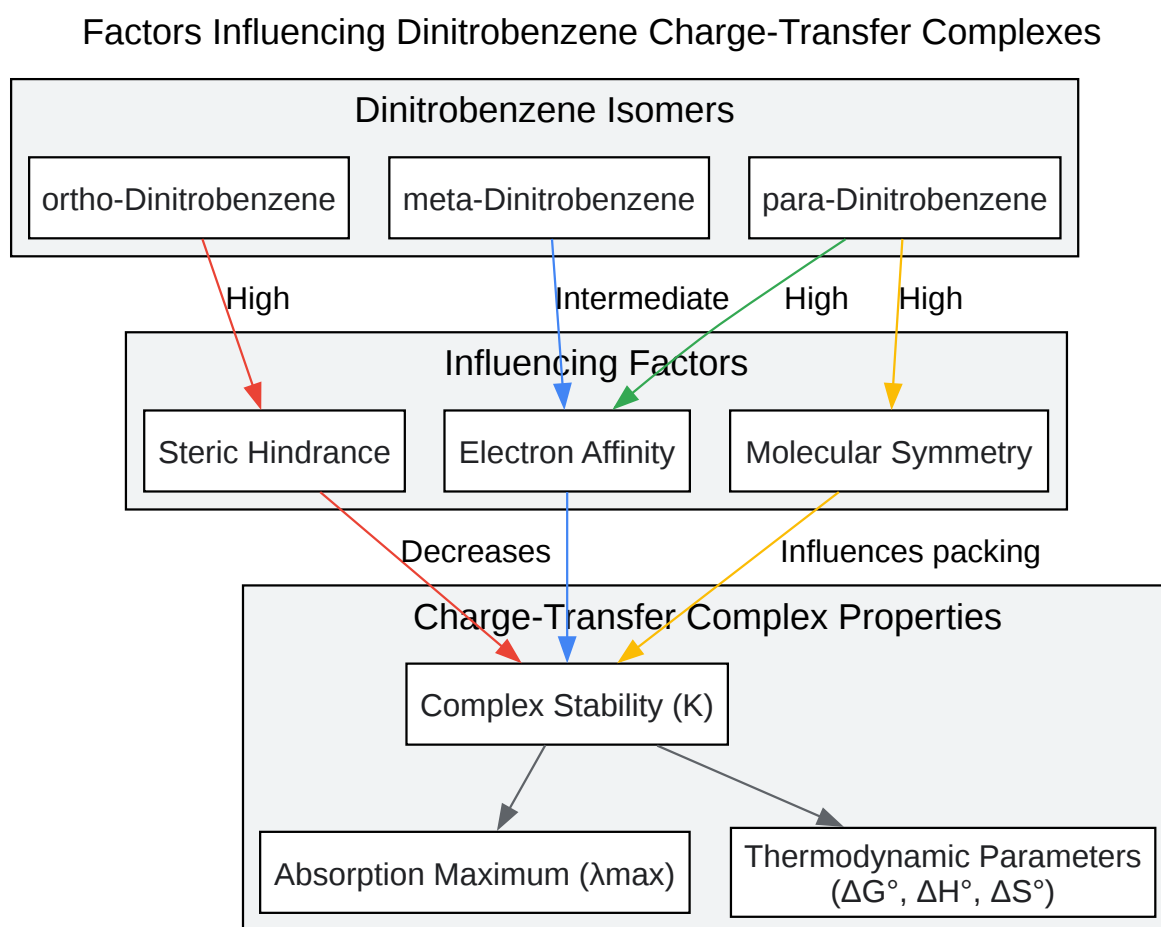 Factors Influencing Dinitrobenzene Charge-Transfer Complexes
Dinitrobenzene Isomers
ortho-Dinitrobenzene
meta-Dinitrobenzene
para-Dinitrobenzene
High
Intermediate
High
High
Influencing Factors
Steric Hindrance
Electron Affinity
Molecular Symmetry
Decreases
Influences packing
Charge-Transfer Complex Properties
Complex Stability (K)
Absorption Maximum (λmax)
Thermodynamic Parameters
(ΔG°, ΔH°, ΔS°)